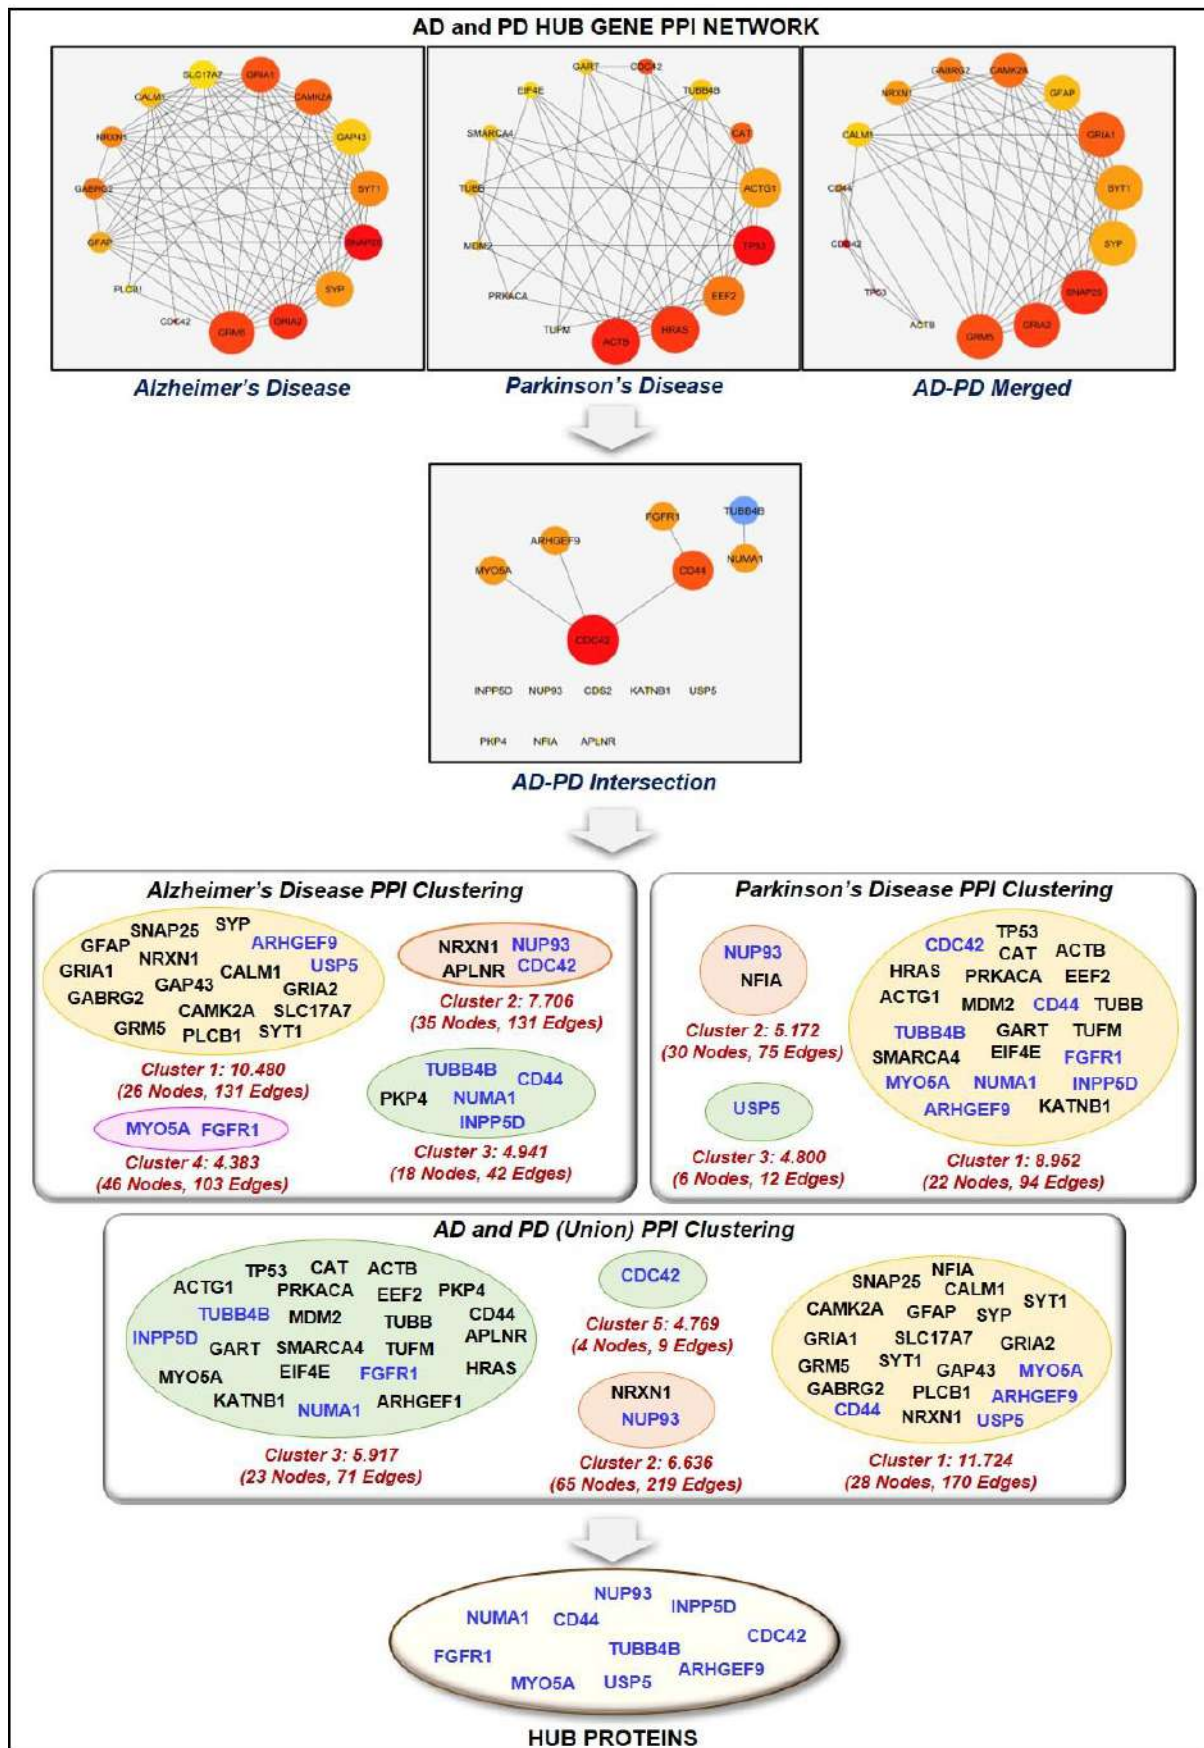 AD and PD HUB GENE PPI NETWORK
SLC17A7
GRIA1
CALM1
CAMK2A
NRXN1
GAP43
GABRG2
SYT1
GFAP
SNAP25
PLCB1
SYP
CDC42
GRM5
GRIA2
Alzheimer's Disease
GART
CDC42
EIF4E
TUBB4B
SMARCA4
CAT
TUBB
ACTG1
MDM2
TP53
PRKACA
EEF2
TUFM
ACTB
HRAS
Parkinson's Disease
GABRG2
CAMK2A
NRXN1
GFAP
CALM1
GRIA1
CD44
SYT1
CDC42
SYP
TP53
SNAP25
ACTB
GRM5
GRIA2
AD-PD Merged
FGFR1
TUBB4B
ARHGEF9
NUMA1
MYO5A
CD44
CDC42
INPP5D NUP93 CDS2 KATNB1 USP5
PKP4 NFIA APLNR
AD-PD Intersection
Alzheimer's Disease PPI Clustering
SNAP25 SYP
GFAP ARHGEF9
NRXN1 USP5
GRIA1 CALM1
GAP43 GRIA2
GABRG2
CAMK2A SLC17A7
GRM5 PLCB1 SYT1
Cluster 1: 10.480
(26 Nodes, 131 Edges)
NRXN1 NUP93
APLNR CDC42
Cluster 2: 7.706
(35 Nodes, 131 Edges)
TUBB4B
CD44
PKP4 NUMA1
INPP5D
Cluster 3: 4.941
(18 Nodes, 42 Edges)
MYO5A FGFR1
Cluster 4: 4.383
(46 Nodes, 103 Edges)
Parkinson's Disease PPI Clustering
NUP93
NFIA
Cluster 2: 5.172
(30 Nodes, 75 Edges)
USP5
Cluster 3: 4.800
(6 Nodes, 12 Edges)
TP53
CDC42 CAT ACTB
HRAS PRKACA EEF2
ACTG1 MDM2 CD44 TUBB
TUBB4B GART TUFM
SMARCA4 EIF4E FGFR1
MYO5A NUMA1 INPP5D
ARHGEF9 KATNB1
Cluster 1: 8.952
(22 Nodes, 94 Edges)
AD and PD (Union) PPI Clustering
TP53 CAT ACTB
ACTG1 PRKACA EEF2 PKP4
TUBB4B MDM2 TUBB CD44
INPP5D APLNR
GART SMARCA4 TUFM
MYO5A EIF4E FGFR1 HRAS
KATNB1 NUMA1 ARHGEF1
Cluster 3: 5.917
(23 Nodes, 71 Edges)
CDC42
Cluster 5: 4.769
(4 Nodes, 9 Edges)
NRXN1
NUP93
Cluster 2: 6.636
(65 Nodes, 219 Edges)
NFIA
SNAP25 CALM1
CAMK2A GFAP SYP SYT1
GRIA1 SLC17A7 GRIA2
GRM5 SYT1 GAP43 MYO5A
GABRG2 PLCB1 ARHGEF9
CD44 NRXN1 USP5
Cluster 1: 11.724
(28 Nodes, 170 Edges)
NUP93
NUMA1 CD44 INPP5D
CDC42
FGFR1 TUBB4B
MYO5A USP5 ARHGEF9
HUB PROTEINS